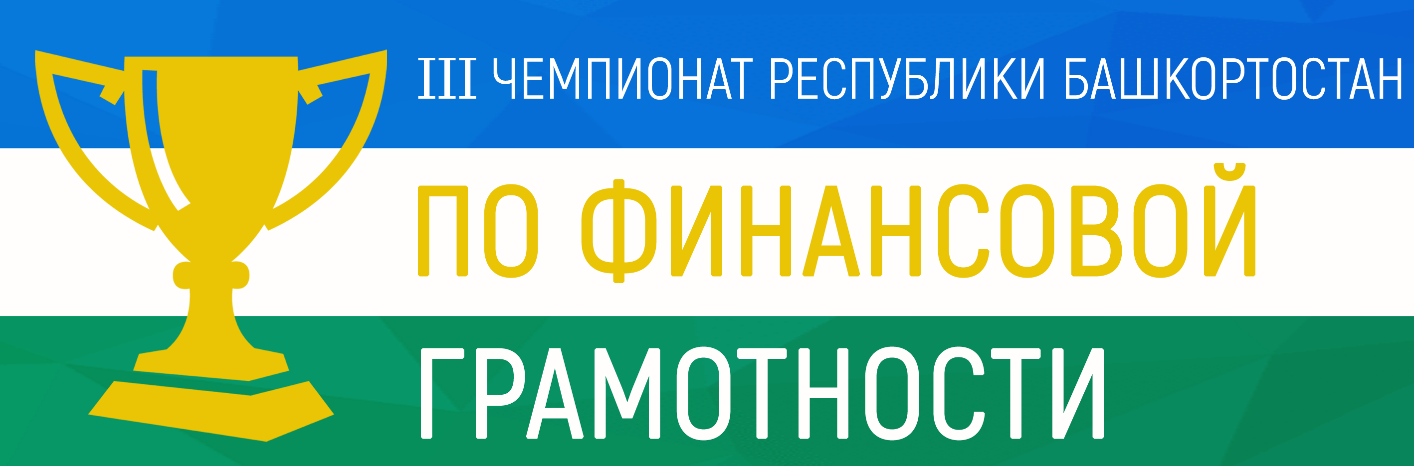 III ЧЕМПИОНАТ РЕСПУБЛИКИ БАШКОРТОСТАН
ПО ФИНАНСОВОЙ
ГРАМОТНОСТИ